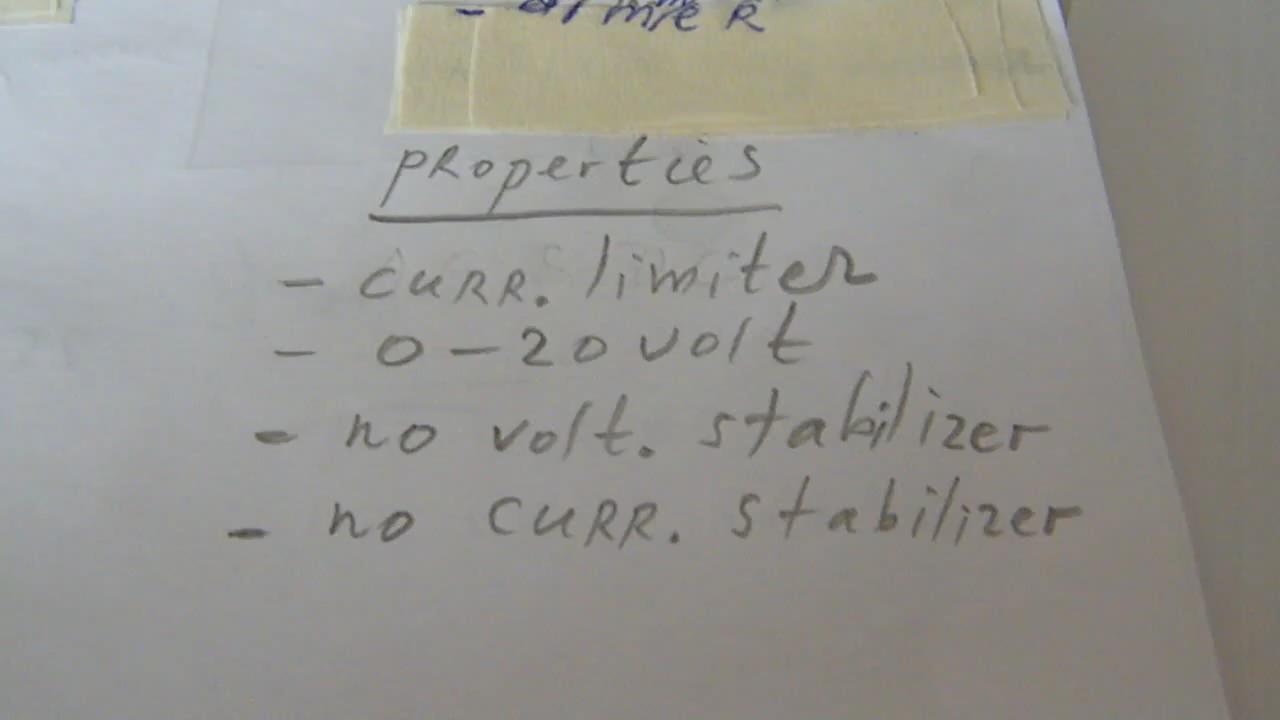 properties
- curr. limiter
- 0-20 volt
- no volt. stabilizer
- no curr. stabilizer